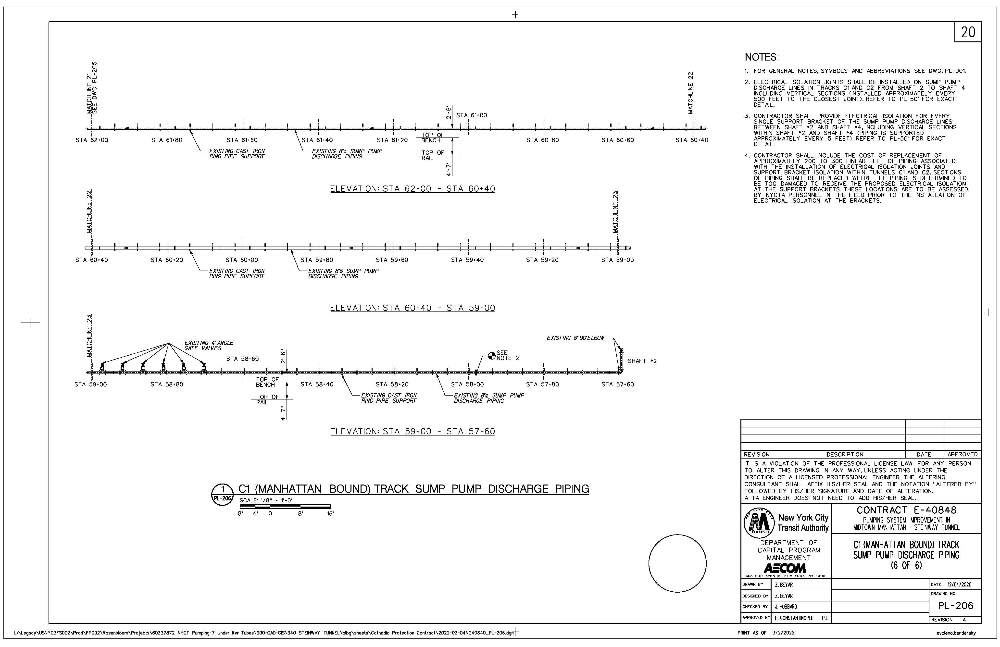 20
NOTES:
1. FOR GENERAL NOTES, SYMBOLS AND ABBREVIATIONS SEE DWG. PL-001.
2. ELECTRICAL ISOLATION JOINTS SHALL BE INSTALLED ON SUMP PUMP
DISCHARGE LINES IN TRACKS C1 AND C2 FROM SHAFT 2 TO SHAFT 4
INCLUDING VERTICAL SECTIONS (INSTALLED APPROXIMATELY EVERY
500 FEET TO THE CLOSEST JOINT). REFER TO PL-501 FOR EXACT
DETAIL.
3. CONTRACTOR SHALL PROVIDE ELECTRICAL ISOLATION FOR EVERY
SINGLE SUPPORT BRACKET OF THE SUMP PUMP DISCHARGE LINES
BETWEEN SHAFT #2 AND SHAFT #4, INCLUDING VERTICAL SECTIONS
WITHIN SHAFT #2 AND SHAFT #4 (PIPING IS SUPPORTED
APPROXIMATELY EVERY 5 FEET). REFER TO PL-501 FOR EXACT
DETAIL.
4. CONTRACTOR SHALL INCLUDE THE COST OF REPLACEMENT OF
APPROXIMATELY 200 TO 300 LINEAR FEET OF PIPING ASSOCIATED
WITH THE INSTALLATION OF ELECTRICAL ISOLATION JOINTS AND
SUPPORT BRACKET ISOLATION WITHIN TUNNELS C1 AND C2. SECTIONS
OF PIPING SHALL BE REPLACED WHERE THE PIPING IS DETERMINED TO
BE TOO DAMAGED TO RECEIVE THE PROPOSED ELECTRICAL ISOLATION
AT THE SUPPORT BRACKETS. THESE LOCATIONS ARE TO BE ASSESSED
BY NYCTA PERSONNEL IN THE FIELD PRIOR TO THE INSTALLATION OF
ELECTRICAL ISOLATION AT THE BRACKETS.
MATCHLINE 21
SEE DWG PL-205
MATCHLINE 22
2'-6"
STA 61+00
STA 62+00
STA 61+80
STA 61+60
STA 61+40
STA 61+20
TOP OF
BENCH
STA 60+80
STA 60+60
STA 60+40
EXISTING CAST IRON
RING PIPE SUPPORT
EXISTING 8"ø SUMP PUMP
DISCHARGE PIPING
TOP OF
RAIL
4'-7"
ELEVATION: STA 62+00 - STA 60+40
MATCHLINE 22
MATCHLINE 23
STA 60+40
STA 60+20
STA 60+00
STA 59+80
STA 59+60
STA 59+40
STA 59+20
STA 59+00
EXISTING CAST IRON
RING PIPE SUPPORT
EXISTING 8"ø SUMP PUMP
DISCHARGE PIPING
ELEVATION: STA 60+40 - STA 59+00
MATCHLINE 23
EXISTING 4" ANGLE
GATE VALVES
STA 58+60
2'-6"
SEE
NOTE 2
EXISTING 8" 90°ELBOW
SHAFT #2
STA 59+00
STA 58+80
TOP OF
BENCH
STA 58+40
STA 58+20
STA 58+00
STA 57+80
STA 57+60
TOP OF
RAIL
4'-7"
EXISTING CAST IRON
RING PIPE SUPPORT
EXISTING 8"ø SUMP PUMP
DISCHARGE PIPING
ELEVATION: STA 59+00 - STA 57+60
1
PL-206
C1 (MANHATTAN BOUND) TRACK SUMP PUMP DISCHARGE PIPING
SCALE: 1/8" = 1'-0"
8' 4' 0 8' 16'
REVISION DESCRIPTION DATE APPROVED
IT IS A VIOLATION OF THE PROFESSIONAL LICENSE LAW FOR ANY PERSON
TO ALTER THIS DRAWING IN ANY WAY, UNLESS ACTING UNDER THE
DIRECTION OF A LICENSED PROFESSIONAL ENGINEER. THE ALTERING
CONSULTANT SHALL AFFIX HIS/HER SEAL AND THE NOTATION "ALTERED BY"
FOLLOWED BY HIS/HER SIGNATURE AND DATE OF ALTERATION.
A TA ENGINEER DOES NOT NEED TO ADD HIS/HER SEAL.
NEW YORK CITY
TRANSIT
New York City
Transit Authority
DEPARTMENT OF
CAPITAL PROGRAM
MANAGEMENT
AECOM
605 3RD AVENUE, NEW YORK, NY 10158
CONTRACT E-40848
PUMPING SYSTEM IMPROVEMENT IN
MIDTOWN MANHATTAN - STEINWAY TUNNEL
C1 (MANHATTAN BOUND) TRACK
SUMP PUMP DISCHARGE PIPING
(6 OF 6)
DRAWN BY Z. BEYAR
DESIGNED BY Z. BEYAR
CHECKED BY J. HUBBARD
APPROVED BY F. CONSTANTINOPLE P.E.
DATE : 12/04/2020
DRAWING NO.
PL-206
REVISION A
L:\Legacy\USNYC3FS002\Prod\FP002\Rosenbloom\Projects\60337872 NYCT Pumping-7 Under Rvr Tubes\900-CAD-GIS\940 STEINWAY TUNNEL\plbg\sheets\Cathodic Protection Contract\2022-03-04\C40840_PL-206.dgn
PRINT AS OF 3/2/2022
evolena.bendersky